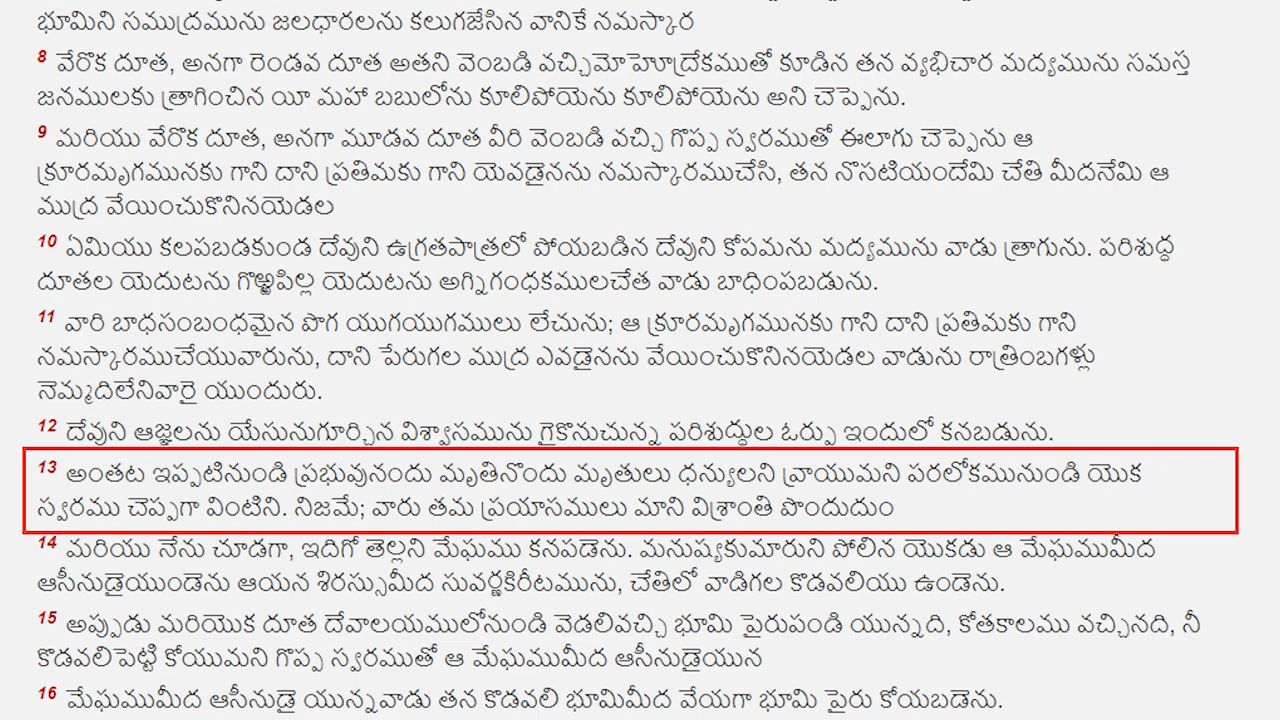 భూమిని సముద్రమును జలధారలను కలుగజేసిన వానికే నమస్కార
8 వేరొక దూత, అనగా రెండవ దూత అతని వెంబడి వచ్చిమోహోద్రేకముతో కూడిన తన వ్యభిచార మద్యమును సమస్త
జనములకు త్రాగించిన యీ మహా బబులోను కూలిపోయెను కూలిపోయెను అని చెప్పెను.
9 మరియు వేరొక దూత, అనగా మూడవ దూత వీరి వెంబడి వచ్చి గొప్ప స్వరముతో ఈలాగు చెప్పెను ఆ
క్రూరమృగమునకు గాని దాని ప్రతిమకు గాని యెవడైనను నమస్కారముచేసి, తన నొసటియందేమి చేతి మీదనేమి ఆ
ముద్ర వేయించుకొనినయెడల
10 ఏమియు కలపబడకుండ దేవుని ఉగ్రతపాత్రలో పోయబడిన దేవుని కోపమను మద్యమును వాడు త్రాగును. పరిశుద్ధ
దూతల యెదుటను గొఱ్ఱపిల్ల యెదుటను అగ్నిగంధకములచేత వాడు బాధింపబడును.
11 వారి బాధసంబంధమైన పొగ యుగయుగములు లేచును; ఆ క్రూరమృగమునకు గాని దాని ప్రతిమకు గాని
నమస్కారముచేయువారును, దాని పేరుగల ముద్ర ఎవడైనను వేయించుకొనినయెడల వాడును రాత్రింబగళ్లు
నెమ్మదిలేనివారై యుందురు.
12 దేవుని ఆజ్ఞలను యేసునుగూర్చిన విశ్వాసమును గైకొనుచున్న పరిశుద్ధుల ఓర్పు ఇందులో కనబడును.
13 అంతట ఇప్పటినుండి ప్రభువునందు మృతినొందు మృతులు ధన్యులని వ్రాయుమని పరలోకమునుండి యొక
స్వరము చెప్పగా వింటిని. నిజమే; వారు తమ ప్రయాసములు మాని విశ్రాంతి పొందుదుం
14 మరియు నేను చూడగా, ఇదిగో తెల్లని మేఘము కనపడెను. మనుష్యకుమారుని పోలిన యొకడు ఆ మేఘముమీద
ఆసీనుడైయుండెను ఆయన శిరస్సుమీద సువర్ణకిరీటమును, చేతిలో వాడిగల కొడవలియు ఉండెను.
15 అప్పుడు మరియొక దూత దేవాలయములోనుండి వెడలివచ్చి భూమి పైరుపండి యున్నది, కోతకాలము వచ్చినది, నీ
కొడవలిపెట్టి కోయుమని గొప్ప స్వరముతో ఆ మేఘముమీద ఆసీనుడైయున
16 మేఘముమీద ఆసీనుడై యున్నవాడు తన కొడవలి భూమిమీద వేయగా భూమి పైరు కోయబడెను.